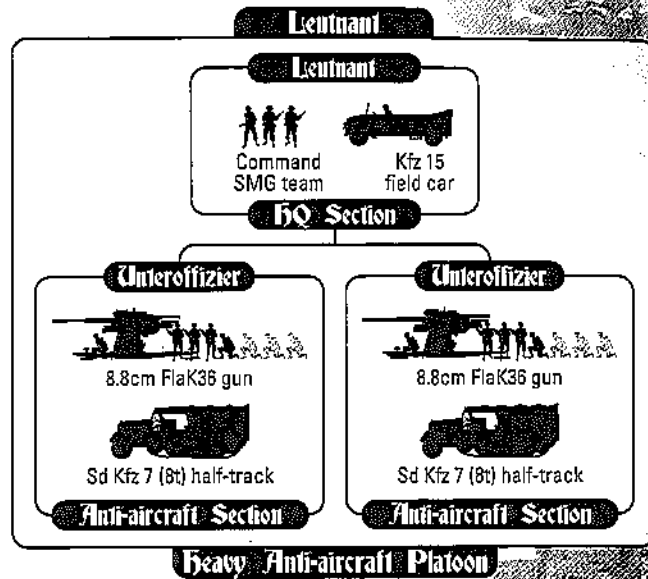 Leutnant
Leutnant
Command
SMG team
Kfz 15
field car
HQ Section
Unteroffizier
Unteroffizier
8.8cm FlaK36 gun
8.8cm FlaK36 gun
Sd Kfz 7 (8t) half-track
Sd Kfz 7 (8t) half-track
Anti-aircraft Section
Anti-aircraft Section
Heavy Anti-aircraft Platoon